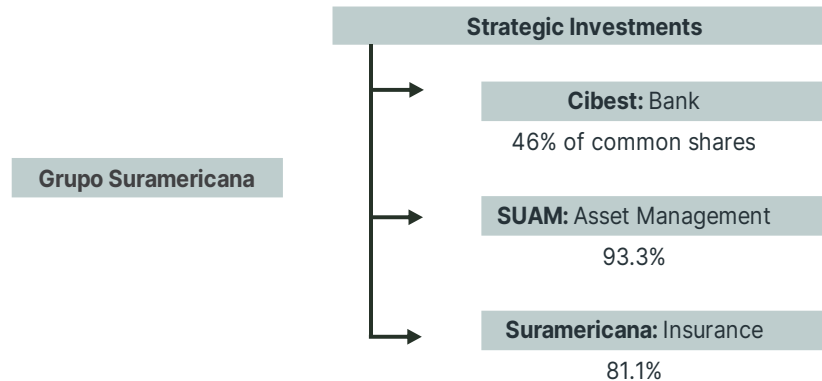 Strategic Investments
Cibest: Bank
46% of common shares
Grupo Suramericana
SUAM: Asset Management
93.3%
Suramericana: Insurance
81.1%